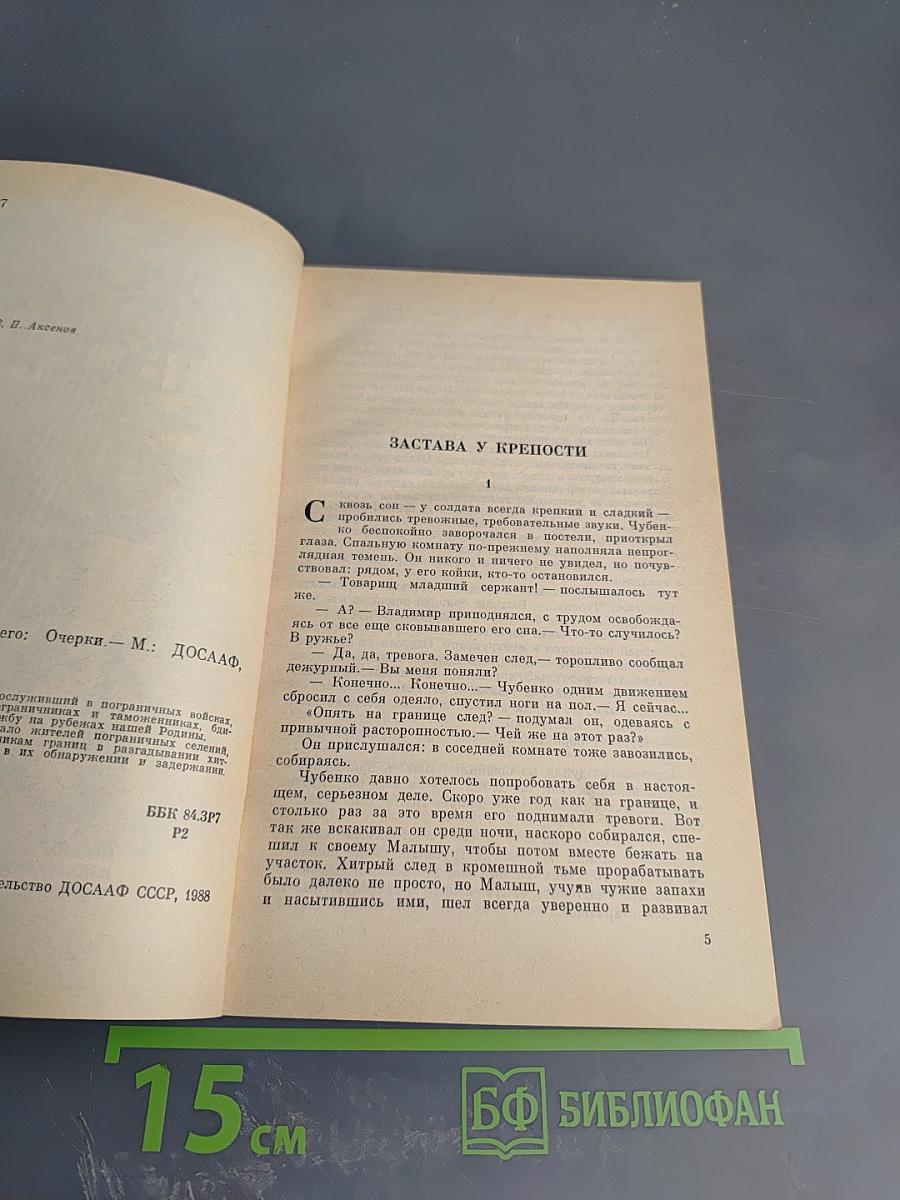 В. П. Аксенов
его: Очерки.— М.: ДОСААФ,
ослуживший в пограничных войсках,
ограничниках и таможенниках, бди-
жбу на рубежах нашей Родины.
ало жителей пограничных селений,
никам границ в разгадывании хит-
в их обнаружении и задержании.
ББК 84.3Р7
Р2
ельство ДОСААФ СССР, 1988
ЗАСТАВА У КРЕПОСТИ
1
Сквозь сон — у солдата всегда крепкий и сладкий —
пробились тревожные, требовательные звуки. Чубен-
ко беспокойно заворочался в постели, приоткрыл
глаза. Спальную комнату по-прежнему наполняла непрог-
лядная темень. Он никого и ничего не увидел, но почув-
ствовал: рядом, у его койки, кто-то остановился.
— Товарищ младший сержант! — послышалось тут
же.
— А? — Владимир приподнялся, с трудом освобожда-
ясь от все еще сковывавшего его сна.— Что-то случилось?
В ружье?
— Да, да, тревога. Замечен след,— торопливо сообщал
дежурный.— Вы меня поняли?
— Конечно... Конечно...— Чубенко одним движением
сбросил с себя одеяло, спустил ноги на пол.— Я сейчас...
«Опять на границе след? — подумал он, одеваясь с
привычной расторопностью.— Чей же на этот раз?»
Он прислушался: в соседней комнате тоже завозились,
собираясь.
Чубенко давно хотелось попробовать себя в настоя-
щем, серьезном деле. Скоро уже год как на границе, и
столько раз за это время его поднимали тревоги. Вот
так же вскакивал он среди ночи, наскоро собирался, спе-
шил к своему Малышу, чтобы потом вместе бежать на
участок. Хитрый след в кромешной тьме прорабатывать
было далеко не просто, но Малыш, учуяв чужие запахи
и насытившись ими, шел всегда уверенно и развивал
5
15 см
БФ БИБЛИОФАН